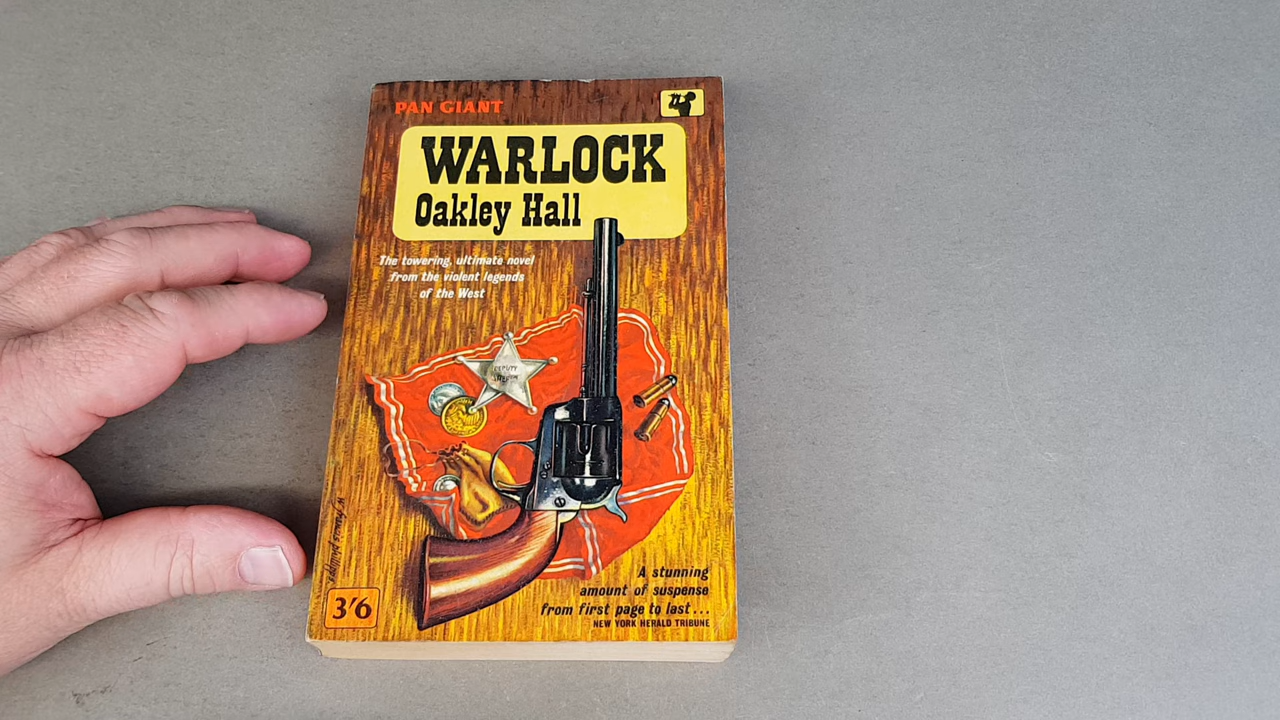 PAN GIANT
WARLOCK
Oakley Hall
The towering, ultimate novel
from the violent legends
of the West
DEPUTY
3'6
A stunning
amount of suspense
from first page to last...
NEW YORK HERALD TRIBUNE